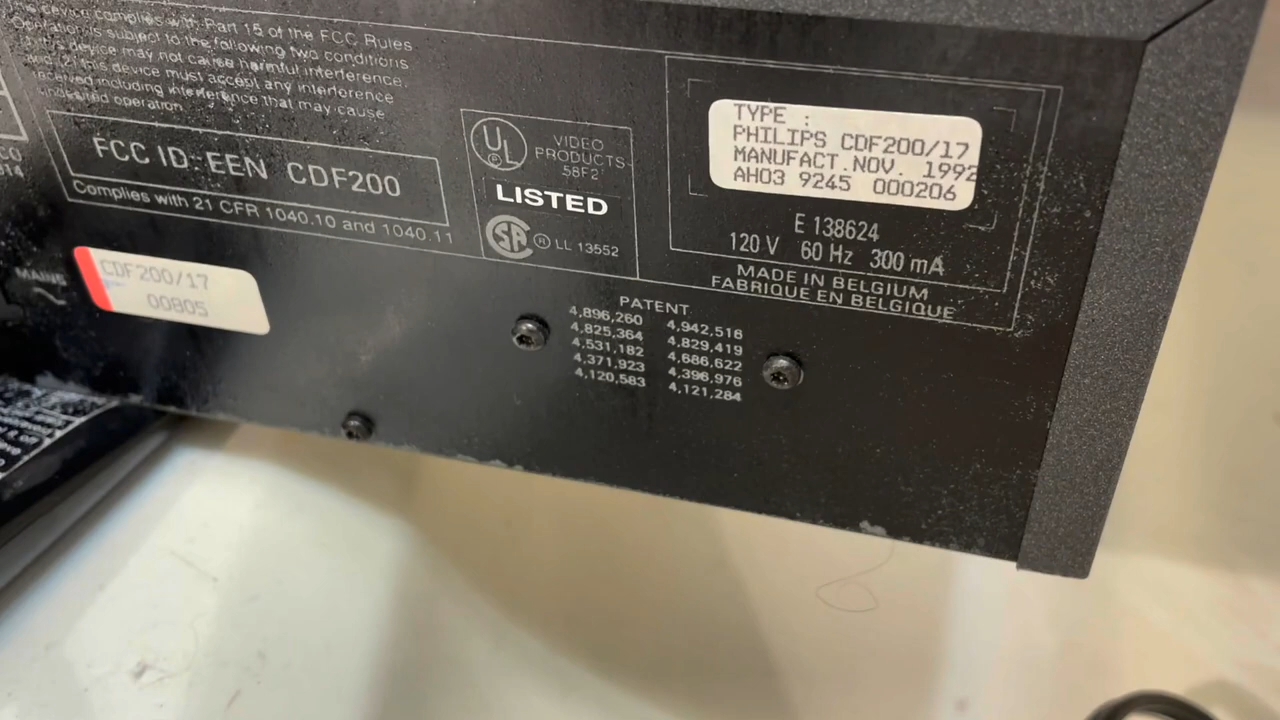 This device complies with Part 15 of the FCC Rules
Operation is subject to the following two conditions
this device may not cause harmful interference,
and (2) this device must accept any interference
received including interference that may cause
undesired operation
CO
FCC ID: EEN CDF200
Complies with 21 CFR 1040.10 and 1040.11
UL
VIDEO
PRODUCTS
58F2
LISTED
SA ® LL 13552
TYPE :
PHILIPS CDF200/17
MANUFACT.NOV. 1992
AH03 9245 000206
E 138624
120 V 60 Hz 300 mA
MADE IN BELGIUM
FABRIQUE EN BELGIQUE
MAINS
CDF200/17
00805
PATENT
4,896,260 4,942,516
4,825,364 4,829,419
4,531,182 4,686,622
4,371,923 4,396,976
4,120,583 4,121,284